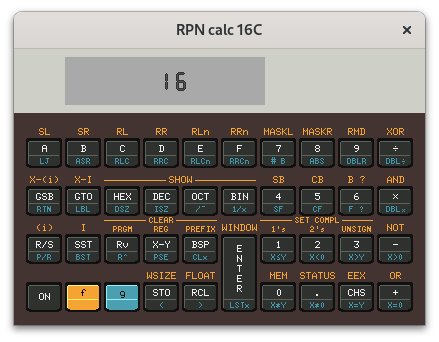 RPN calc 16C ×
16
SL SR RL RR RLn RRn MASKL MASKR RMD XOR
A B C D E F 7 8 9 ÷
LJ ASR RLC RRC RLCn RRCn # B ABS DBLR DBL÷
X-(i) X-I SHOW SB CB B ? AND
GSB GTO HEX DEC OCT BIN 4 5 6 ×
RTN LBL DSZ ISZ √‾ 1/x SF CF F ? DBLx
CLEAR SET COMPL
(i) I PRGM REG PREFIX WINDOW 1's 2's UNSIGN NOT
R/S SST Rv X-Y BSP ENTER 1 2 3 −
P/R BST R^ PSE CLx X≤Y X<0 X>Y X>0
WSIZE FLOAT MEM STATUS EEX OR
ON f g STO RCL 0 . CHS +
< > LSTx X≠Y X≠0 X=Y X=0